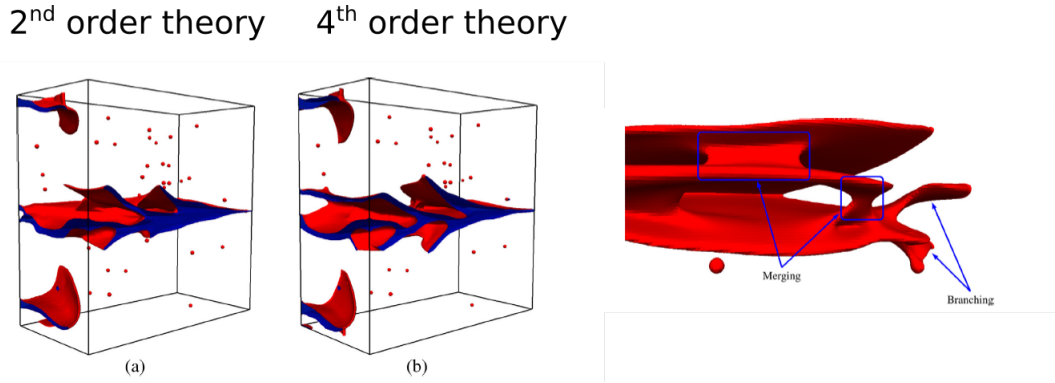 2nd order theory
4th order theory
(a)
(b)
Merging
Branching